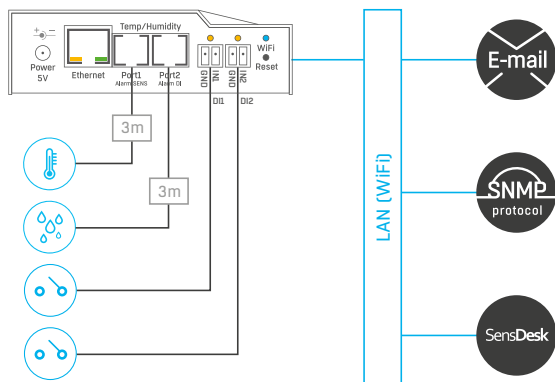 Temp/Humidity
+ −
Power
5V
Ethernet
Port1
Alarm SENS
Port2
Alarm DI
GND
IN1
GND
IN2
WiFi
Reset
DI1
DI2
3m
3m
LAN (WiFi)
E-mail
SNMP
protocol
SensDesk